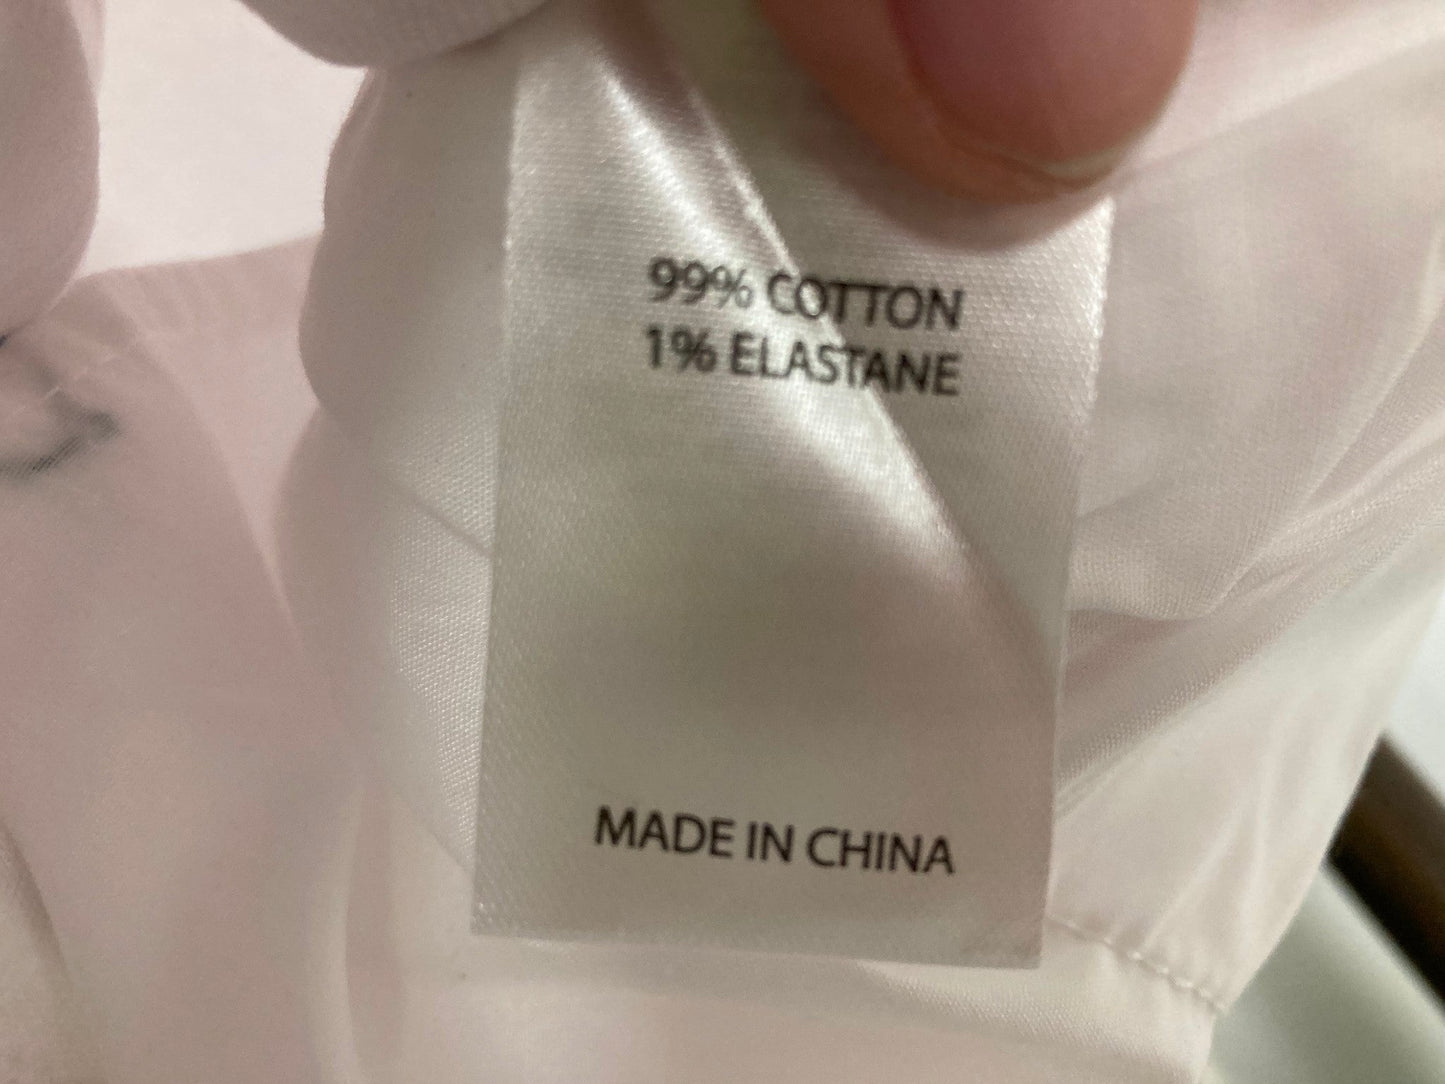 99% COTTON
1% ELASTANE
MADE IN CHINA